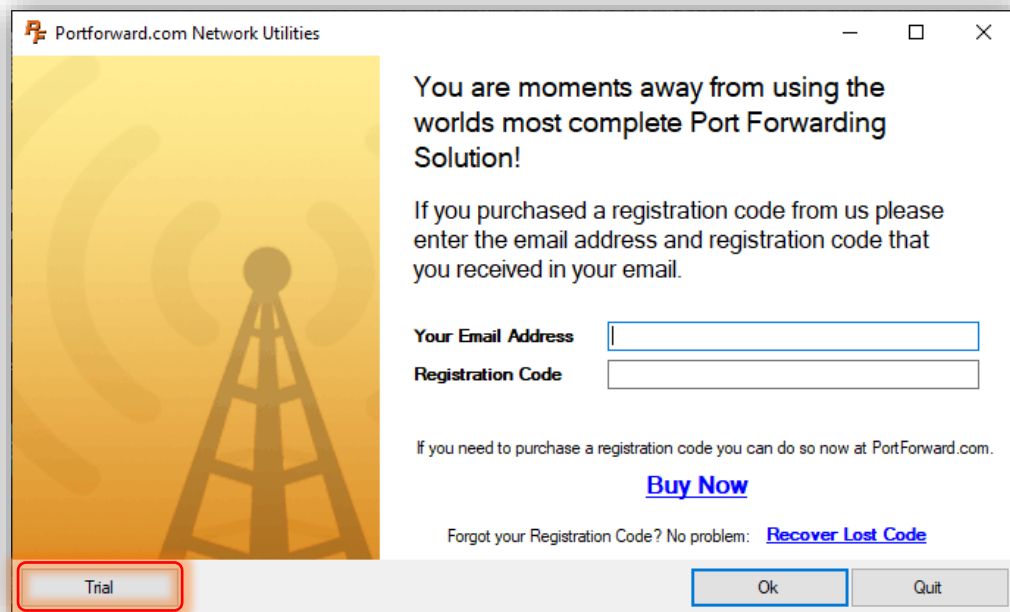 Portforward.com Network Utilities
You are moments away from using the
worlds most complete Port Forwarding
Solution!
If you purchased a registration code from us please
enter the email address and registration code that
you received in your email.
Your Email Address
Registration Code
If you need to purchase a registration code you can do so now at PortForward.com.
Buy Now
Forgot your Registration Code? No problem: Recover Lost Code
Trial Ok Quit